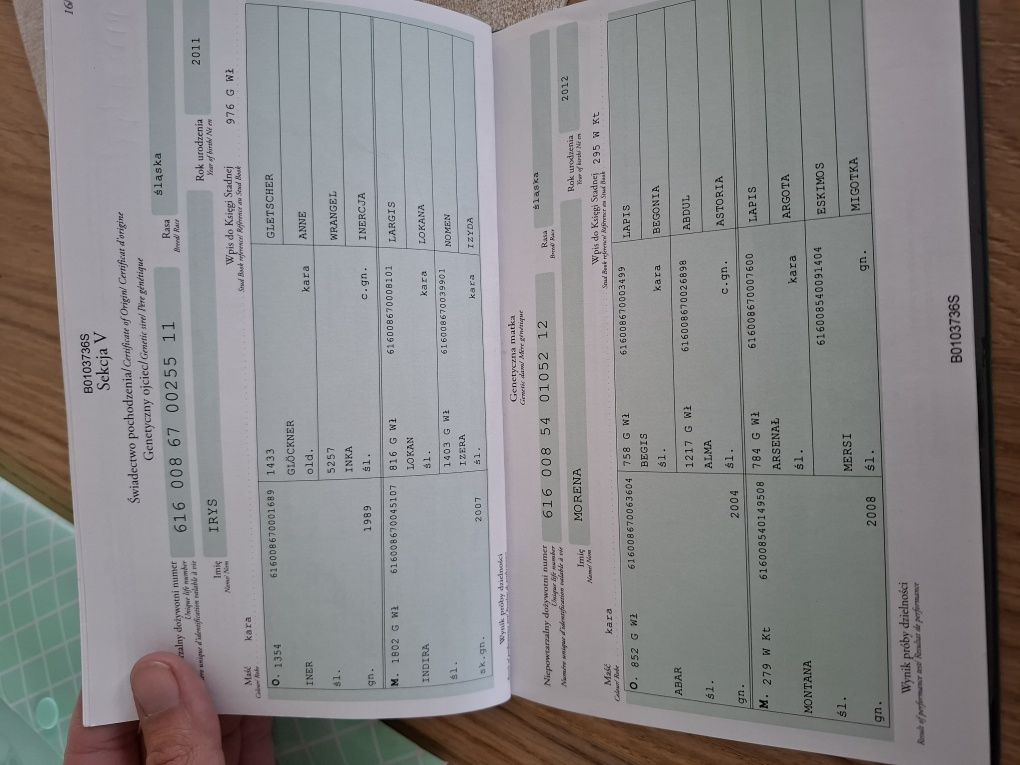 B0103736S
Sekcja V
Świadectwo pochodzenia/ Certificate of Origin/ Certificat d'origine
Genetyczny ojciec/ Genetic sire/ Père génétique
numer 616 008 67 00255 11 Rasa śląska
Unique life number Breed/ Race
unique d'identification valable à vie
Imię IRYS Rok urodzenia 2011
Name/ Nom Year of birth/ Né en
Maść kara Wpis do Księgi Stadnej 976 G Wł
Colour/ Robe Stud Book reference/ Référence au Stud Book
O. 1354 616008670001689 1433 GLETSCHER
GLÖCKNER
INER old. kara ANNE
śl. 5257 WRANGEL
INKA
gn. 1989 śl. c.gn. INERCJA
M. 1802 G Wł 616008670045107 816 G Wł 616008670000801 LARGIS
LOKAN
INDIRA śl. kara LOKANA
śl. 1403 G Wł 616008670039901 NOMEN
IZERA
sk.gn. 2007 śl. kara IZYDA
Wynik próby dzielności
Genetyczna matka
Genetic dam/ Mère génétique
Niepowtarzalny dożywotni numer 616 008 54 01052 12 Rasa śląska
Unique life number Breed/ Race
Numéro unique d'identification valable à vie
Imię MORENA Rok urodzenia 2012
Name/ Nom Year of birth/ Né en
Maść kara Wpis do Księgi Stadnej 295 W Kt
Colour/ Robe Stud Book reference/ Référence au Stud Book
O. 852 G Wł 616008670063604 758 G Wł 616008670003499 LAPIS
BEGIS
ABAR śl. kara BEGONIA
śl. 1217 G Wł 616008670026898 ABDUL
ALMA
gn. 2004 śl. c.gn. ASTORIA
M. 279 W Kt 616008540149508 784 G Wł 616008670007600 LAPIS
ARSENAŁ
MONTANA śl. kara ARGOTA
śl. 616008540091404 ESKIMOS
MERSI
gn. 2008 śl. gn. MIGOTKA
Wynik próby dzielności
Result of performance test/ Résultat de performance
B0103736S